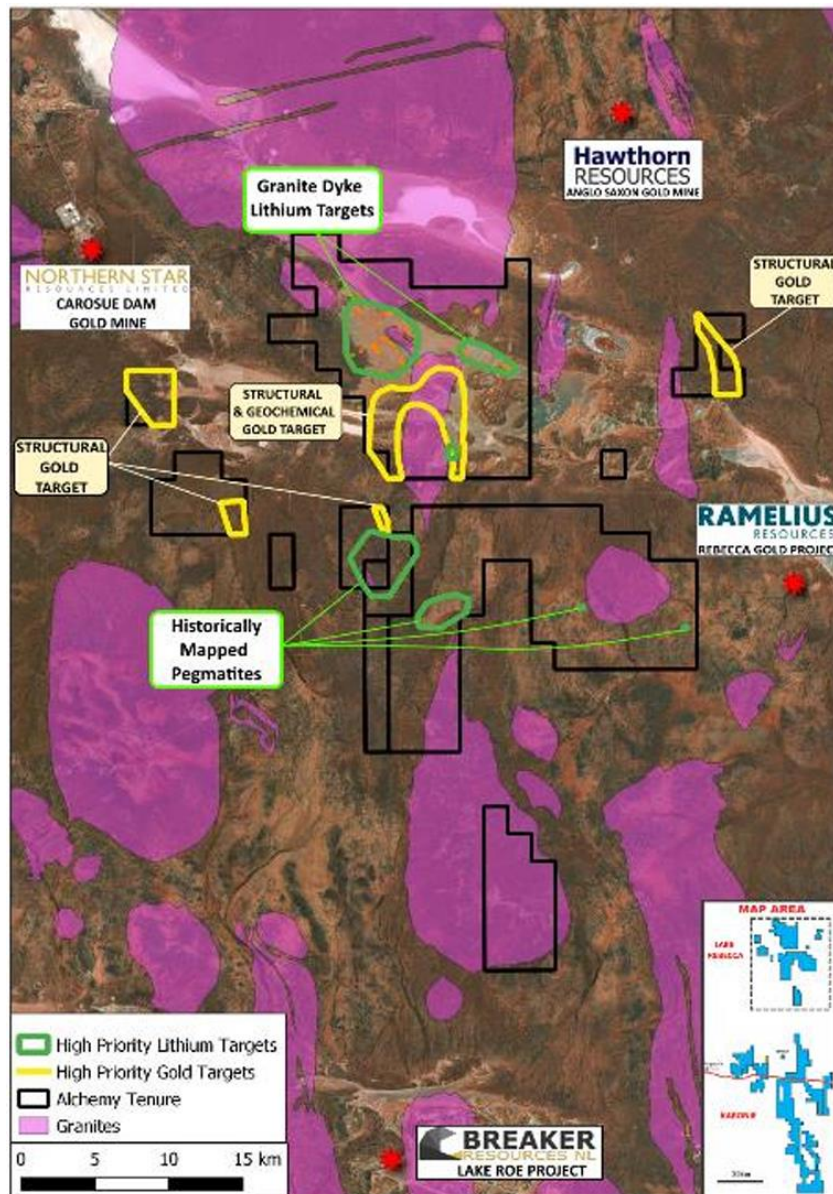 Granite Dyke
Lithium Targets
Hawthorn
RESOURCES
ANGLO SAXON GOLD MINE
NORTHERN STAR
RESOURCES LIMITED
CAROSUE DAM
GOLD MINE
STRUCTURAL
GOLD
TARGET
STRUCTURAL
& GEOCHEMICAL
GOLD TARGET
STRUCTURAL
GOLD
TARGET
RAMELIUS
RESOURCES
REBECCA GOLD PROJECT
Historically
Mapped
Pegmatites
MAP AREA
LAKE
REBECCA
KARONIE
High Priority Lithium Targets
High Priority Gold Targets
Alchemy Tenure
Granites
0 5 10 15 km
BREAKER
RESOURCES NL
LAKE ROE PROJECT